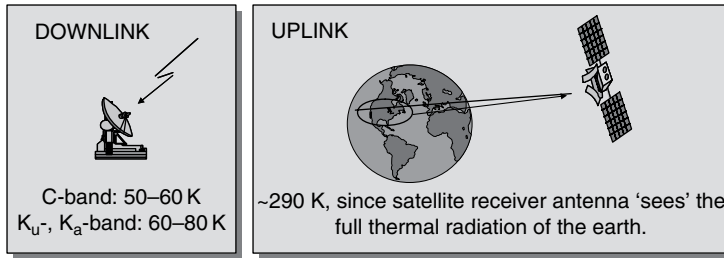 DOWNLINK
C-band: 50–60 K
Ku-, Ka-band: 60–80 K
UPLINK
~290 K, since satellite receiver antenna ‘sees’ the
full thermal radiation of the earth.